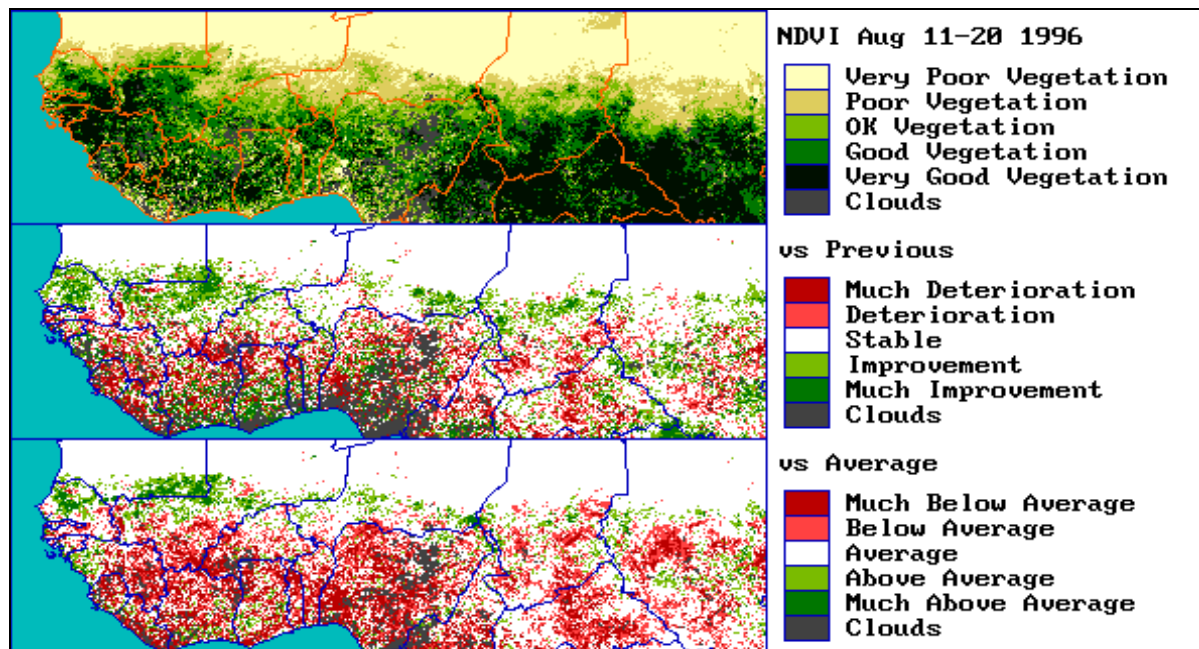 NDVI Aug 11-20 1996
Very Poor Vegetation
Poor Vegetation
OK Vegetation
Good Vegetation
Very Good Vegetation
Clouds
vs Previous
Much Deterioration
Deterioration
Stable
Improvement
Much Improvement
Clouds
vs Average
Much Below Average
Below Average
Average
Above Average
Much Above Average
Clouds